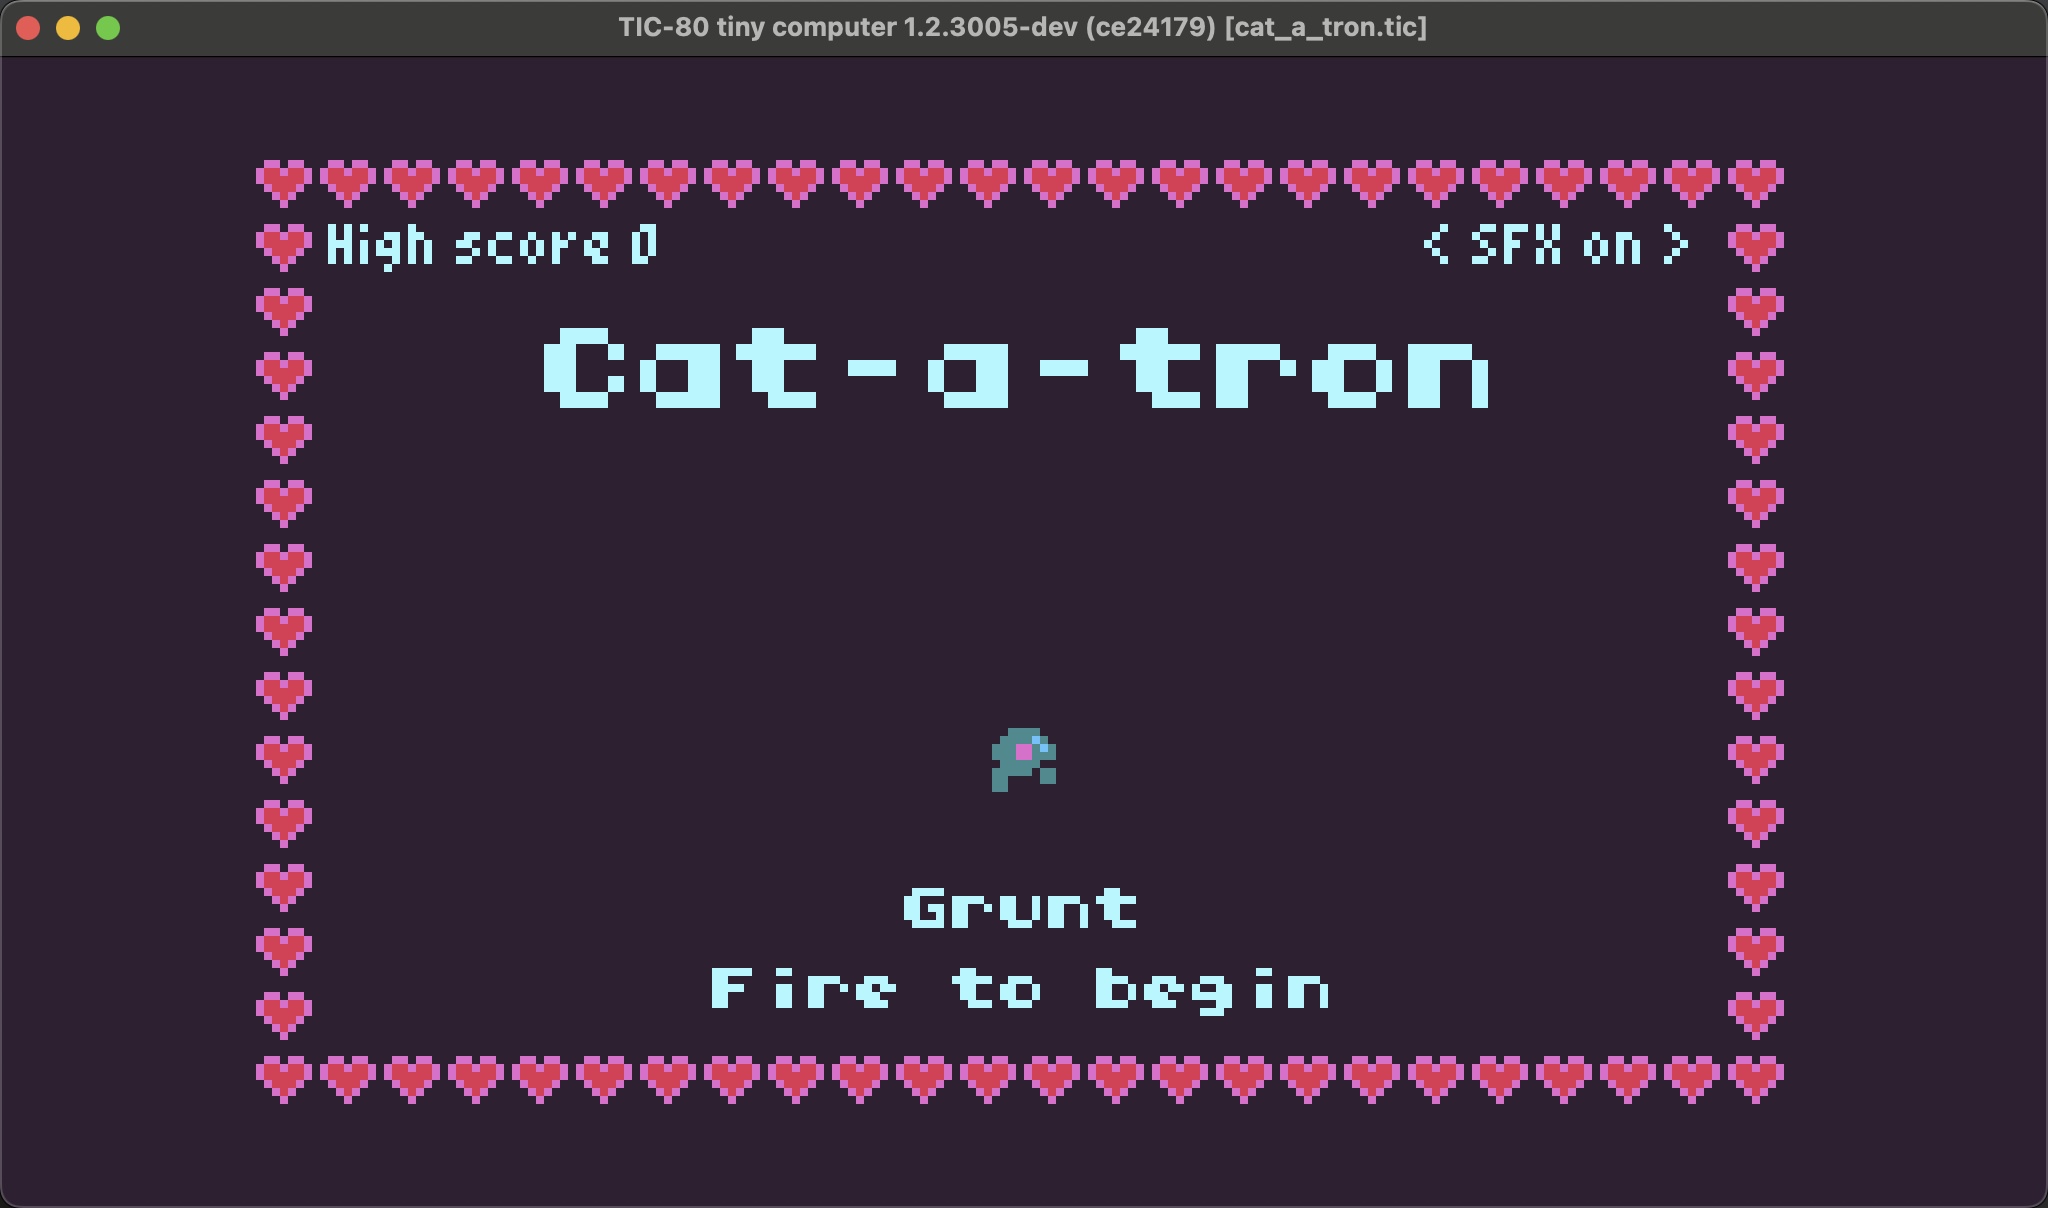 TIC-80 tiny computer 1.2.3005-dev (ce24179) [cat_a_tron.tic]
High score 0
< SFX on >
Cat-a-tron
Grunt
Fire to begin